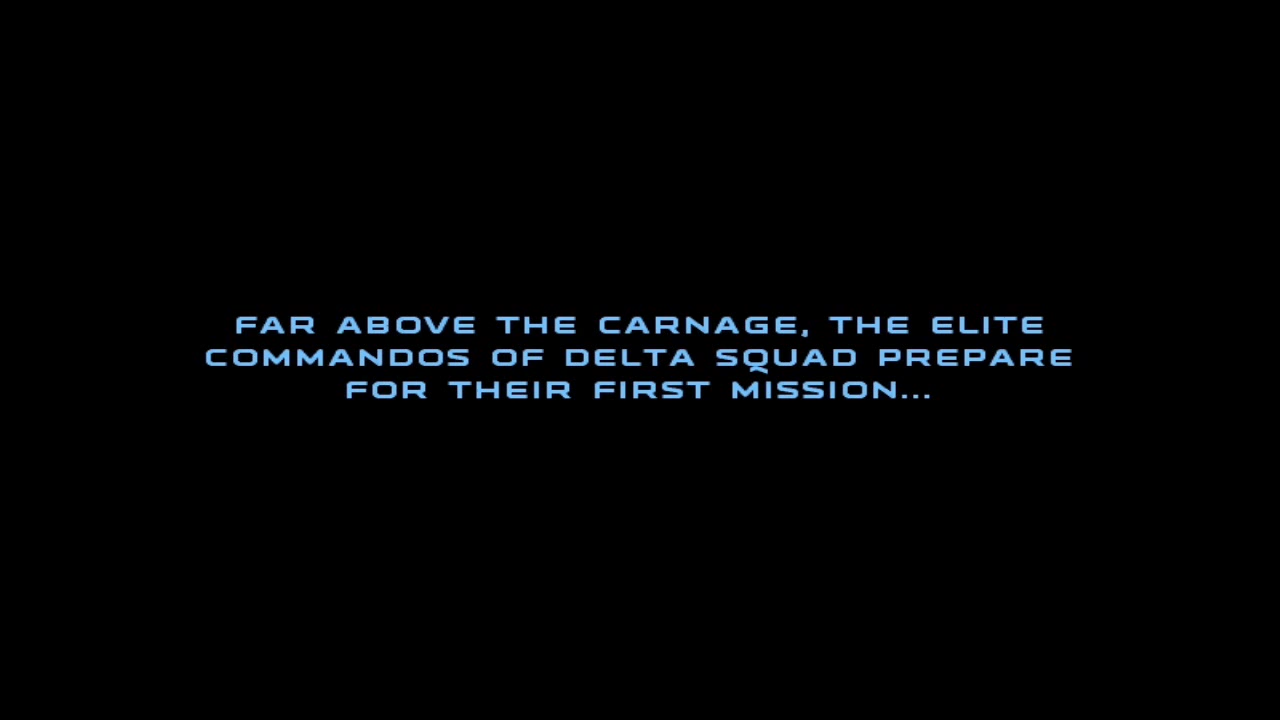 FAR ABOVE THE CARNAGE, THE ELITE
COMMANDOS OF DELTA SQUAD PREPARE
FOR THEIR FIRST MISSION...